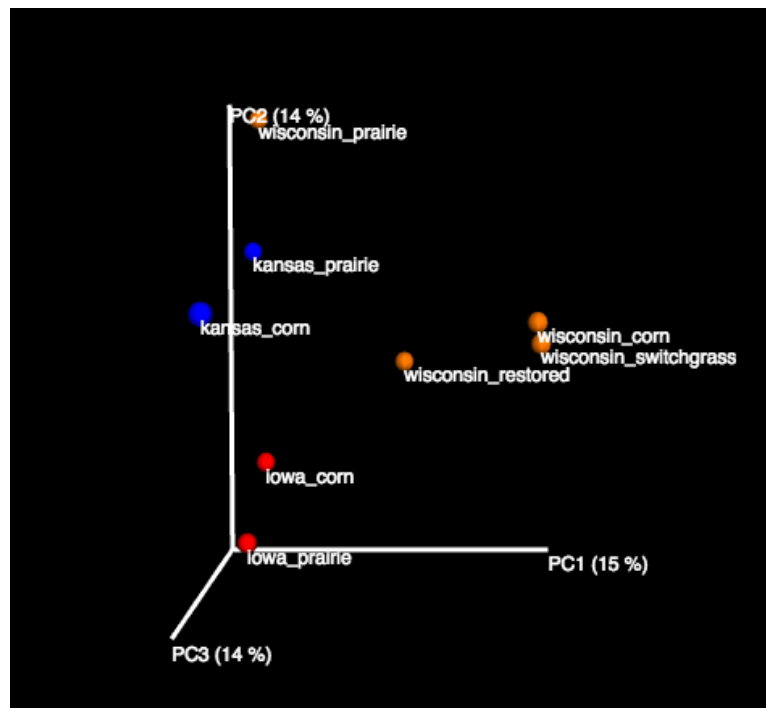 PC2 (14 %)
wisconsin_prairie
kansas_prairie
kansas_corn
wisconsin_corn
wisconsin_switchgrass
wisconsin_restored
iowa_corn
iowa_prairie
PC1 (15 %)
PC3 (14 %)